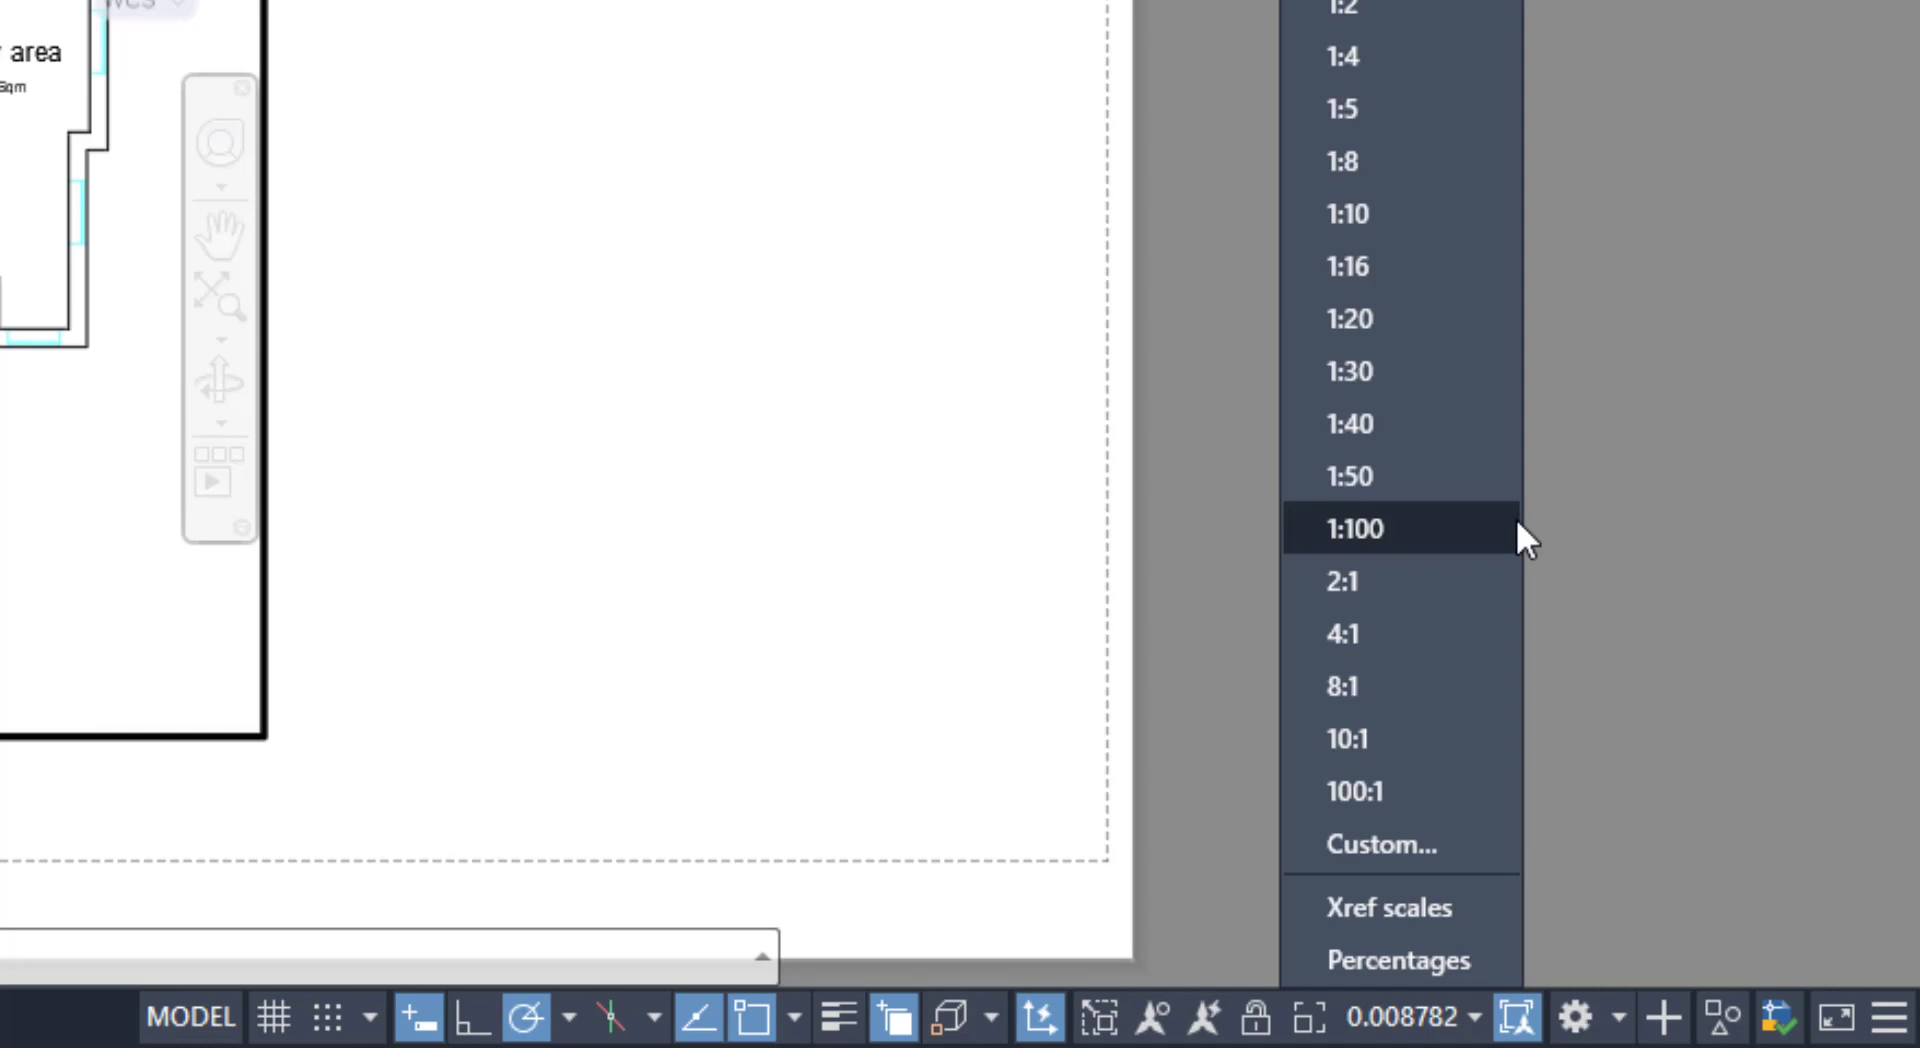 WCS
area
Sqm
1:2
1:4
1:5
1:8
1:10
1:16
1:20
1:30
1:40
1:50
1:100
2:1
4:1
8:1
10:1
100:1
Custom...
Xref scales
Percentages
MODEL
0.008782